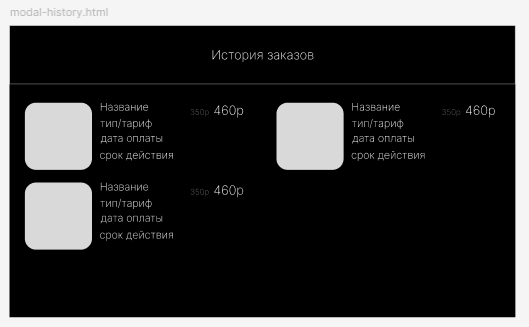 modal-history.html
История заказов
Название
350р 460р
тип/тариф
дата оплаты
срок действия
Название
350р 460р
тип/тариф
дата оплаты
срок действия
Название
350р 460р
тип/тариф
дата оплаты
срок действия